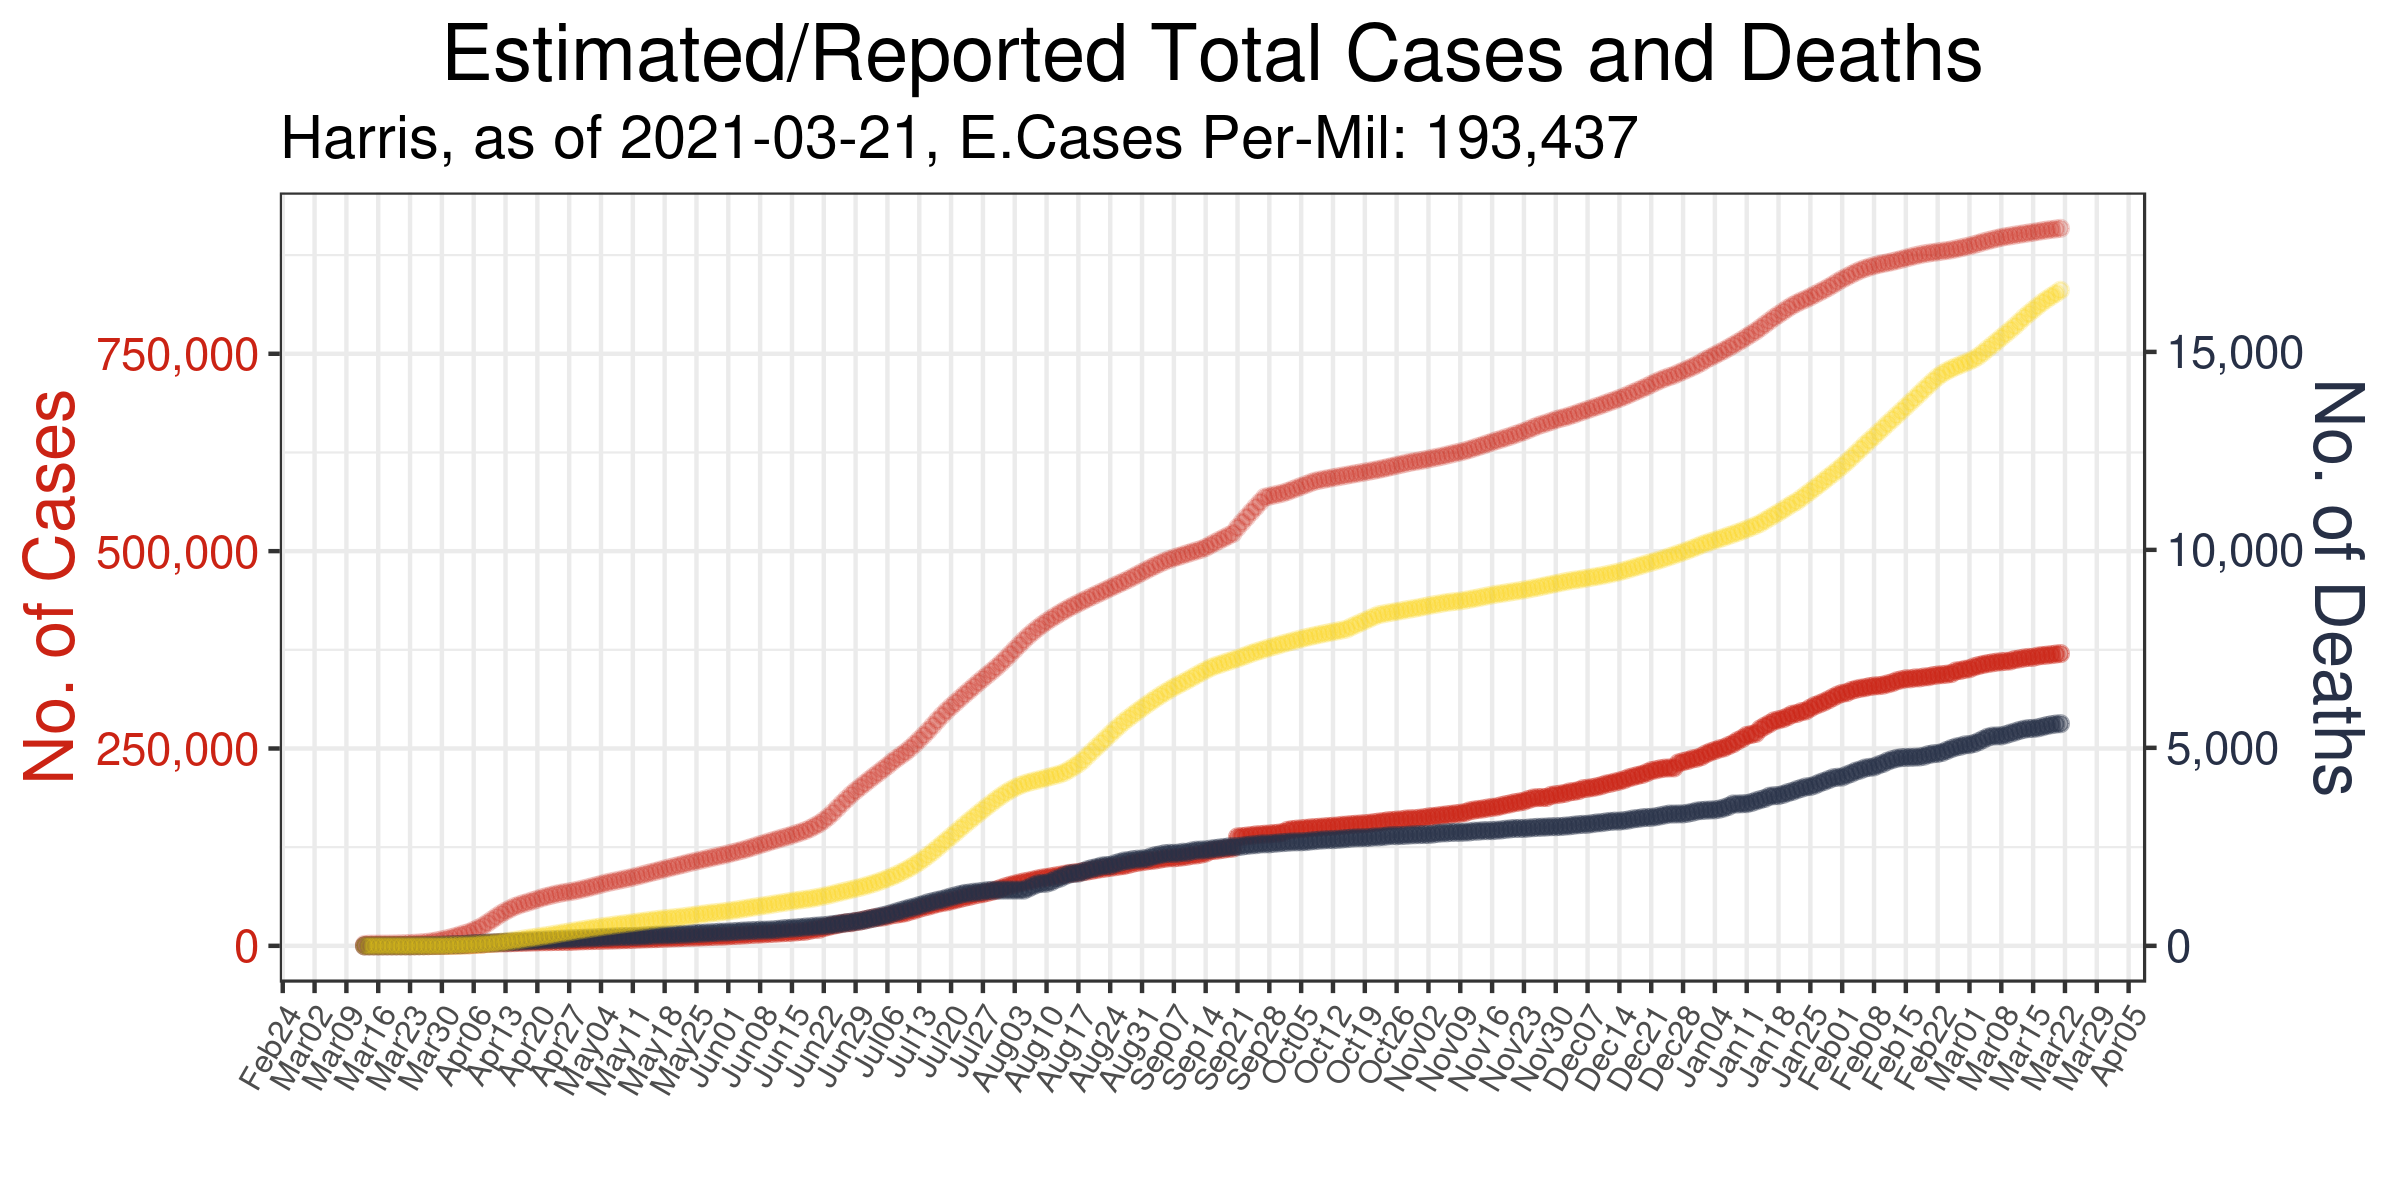 Estimated/Reported Total Cases and Deaths
Harris, as of 2021-03-21, E.Cases Per-Mil: 193,437
No. of Cases
750,000
500,000
250,000
0
15,000
10,000
5,000
0
No. of Deaths
Feb24
Mar02
Mar09
Mar16
Mar23
Mar30
Apr06
Apr13
Apr20
Apr27
May04
May11
May18
May25
Jun01
Jun08
Jun15
Jun22
Jun29
Jul06
Jul13
Jul20
Jul27
Aug03
Aug10
Aug17
Aug24
Aug31
Sep07
Sep14
Sep21
Sep28
Oct05
Oct12
Oct19
Oct26
Nov02
Nov09
Nov16
Nov23
Nov30
Dec07
Dec14
Dec21
Dec28
Jan04
Jan11
Jan18
Jan25
Feb01
Feb08
Feb15
Feb22
Mar01
Mar08
Mar15
Mar22
Mar29
Apr05